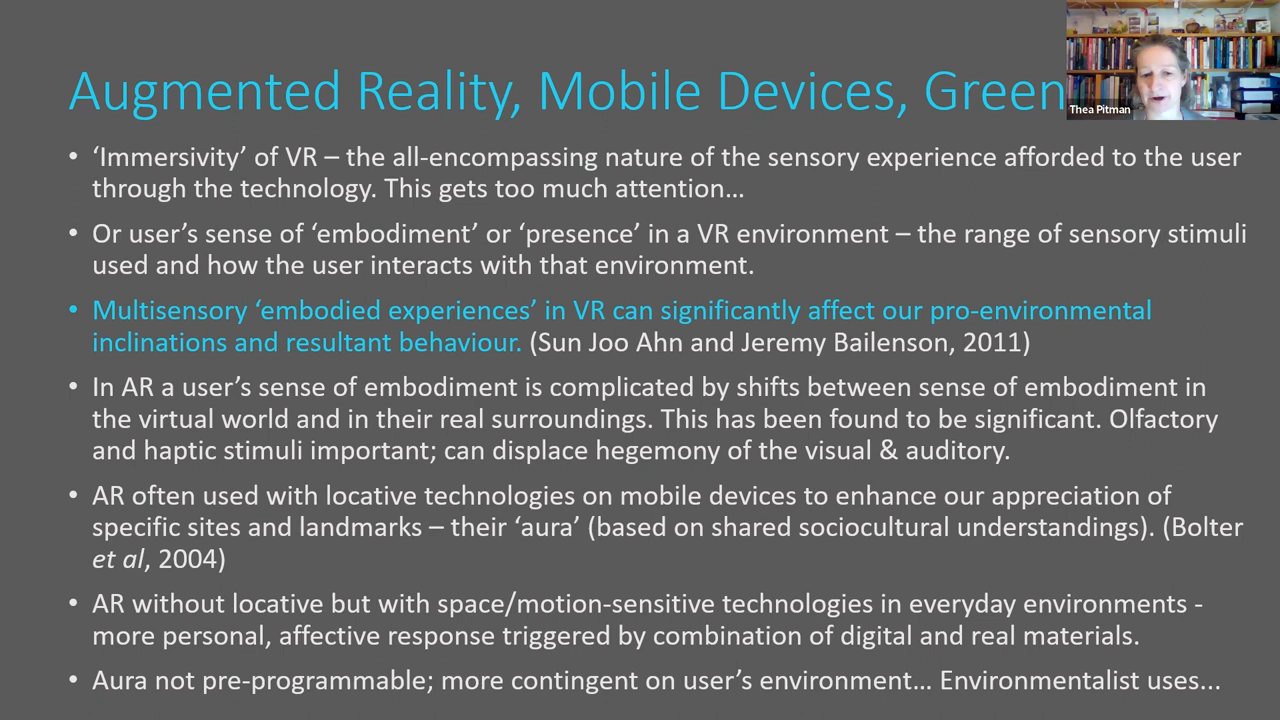 Augmented Reality, Mobile Devices, Green
Thea Pitman
• ‘Immersivity’ of VR – the all-encompassing nature of the sensory experience afforded to the user
through the technology. This gets too much attention…
• Or user’s sense of ‘embodiment’ or ‘presence’ in a VR environment – the range of sensory stimuli
used and how the user interacts with that environment.
• Multisensory ‘embodied experiences’ in VR can significantly affect our pro-environmental
inclinations and resultant behaviour. (Sun Joo Ahn and Jeremy Bailenson, 2011)
• In AR a user’s sense of embodiment is complicated by shifts between sense of embodiment in
the virtual world and in their real surroundings. This has been found to be significant. Olfactory
and haptic stimuli important; can displace hegemony of the visual & auditory.
• AR often used with locative technologies on mobile devices to enhance our appreciation of
specific sites and landmarks – their ‘aura’ (based on shared sociocultural understandings). (Bolter
et al, 2004)
• AR without locative but with space/motion-sensitive technologies in everyday environments -
more personal, affective response triggered by combination of digital and real materials.
• Aura not pre-programmable; more contingent on user’s environment… Environmentalist uses...